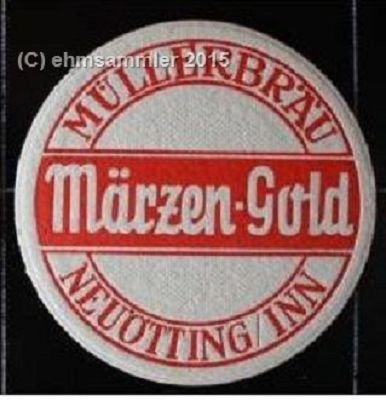 (C) ehmsammler 2015
MÜLLERBRÄU
Märzen-Gold
NEUÖTTING/INN